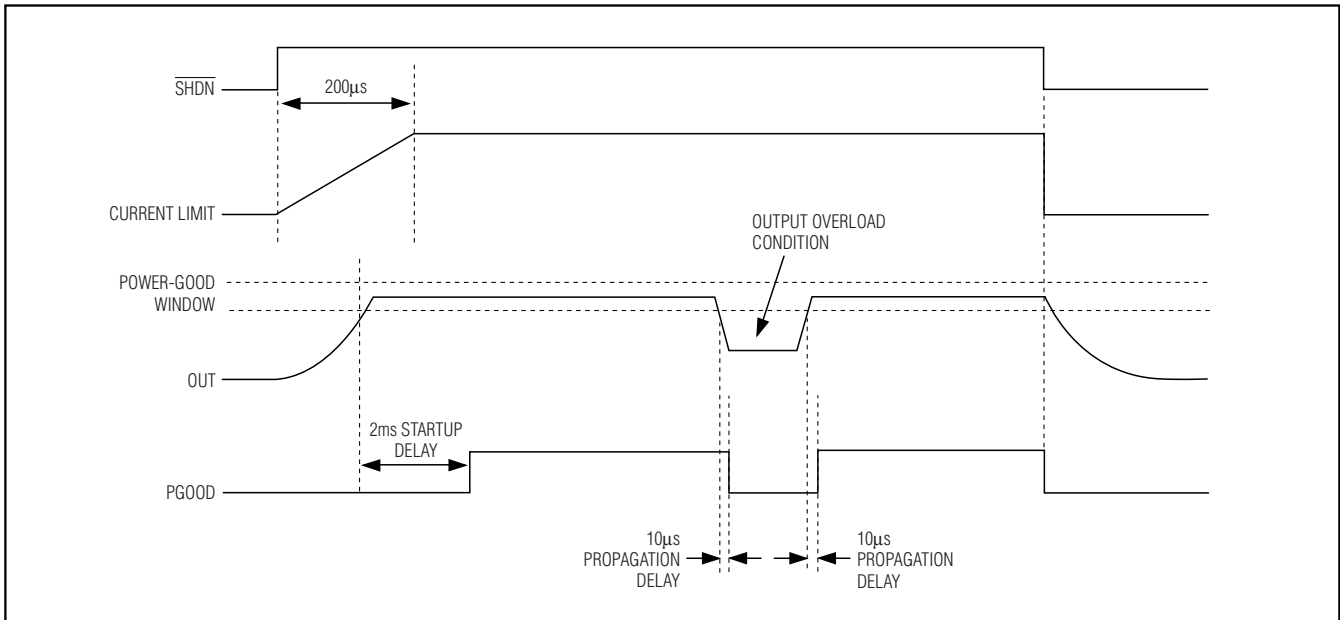 SHDN
200μs
CURRENT LIMIT
OUTPUT OVERLOAD
CONDITION
POWER-GOOD
WINDOW
OUT
2ms STARTUP
DELAY
PGOOD
10μs
PROPAGATION
DELAY
10μs
PROPAGATION
DELAY